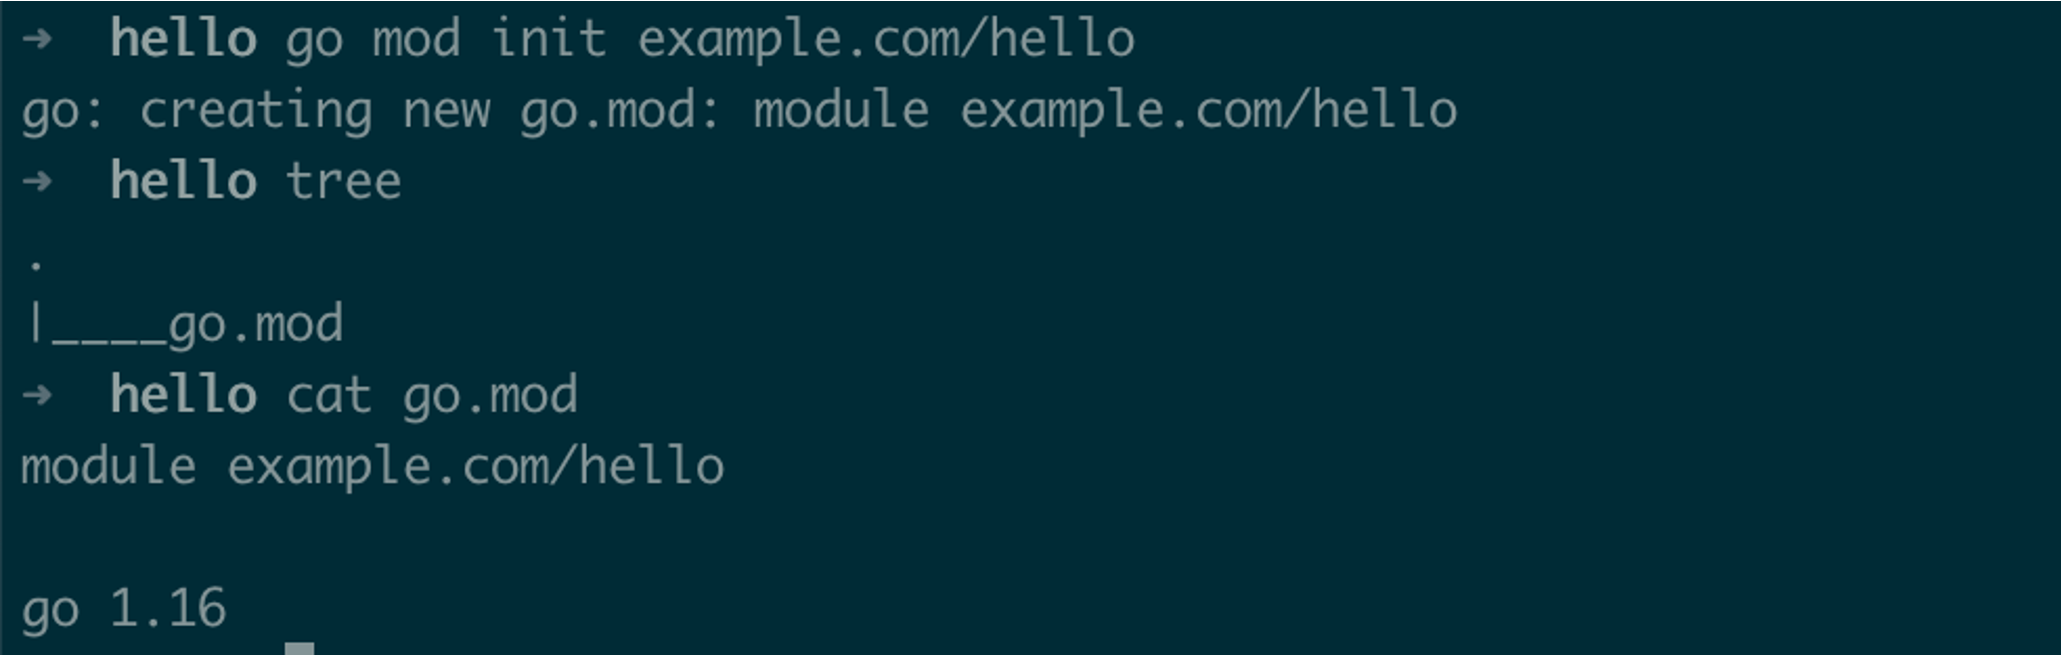 ➜  hello go mod init example.com/hello
go: creating new go.mod: module example.com/hello
➜  hello tree
.
|____go.mod
➜  hello cat go.mod
module example.com/hello

go 1.16